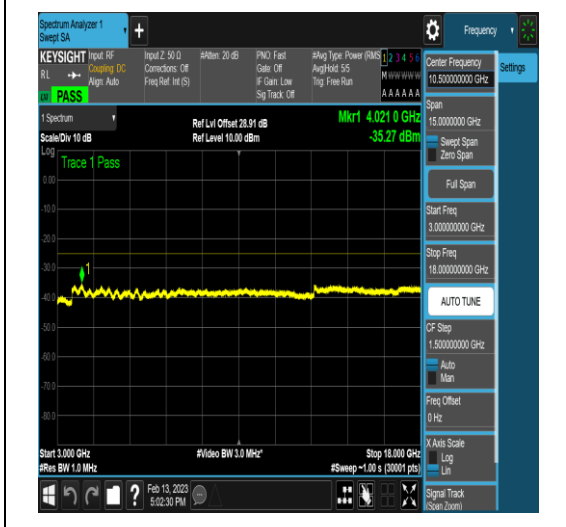 Spectrum Analyzer 1
Swept SA
+
Frequency
KEYSIGHT
RL
PASS
Input: RF
Coupling: DC
Align: Auto
Input Z: 50 Ω
Corrections: Off
Freq Ref: Int (S)
#Atten: 20 dB
PNO: Fast
Gate: Off
IF Gain: Low
Sig Track: Off
#Avg Type: Power (RMS
Avg|Hold: 5/5
Trig: Free Run
1 2 3 4 5 6
M W W W W W
A A A A A A
Center Frequency
10.500000000 GHz
Settings
Span
15.0000000 GHz
Swept Span
Zero Span
Full Span
Start Freq
3.000000000 GHz
Stop Freq
18.000000000 GHz
AUTO TUNE
CF Step
1.500000000 GHz
Auto
Man
Freq Offset
0 Hz
X Axis Scale
Log
Lin
Signal Track
(Span Zoom)
1 Spectrum
Scale/Div 10 dB
Ref Lvl Offset 28.91 dB
Ref Level 10.00 dBm
Mkr1 4.021 0 GHz
-35.27 dBm
Log
Trace 1 Pass
0.00
-10.0
-20.0
-30.0
1
-40.0
-50.0
-60.0
-70.0
-80.0
Start 3.000 GHz
#Res BW 1.0 MHz
#Video BW 3.0 MHz*
Stop 18.000 GHz
#Sweep ~1.00 s (30001 pts)
?
Feb 13, 2023
5:02:30 PM